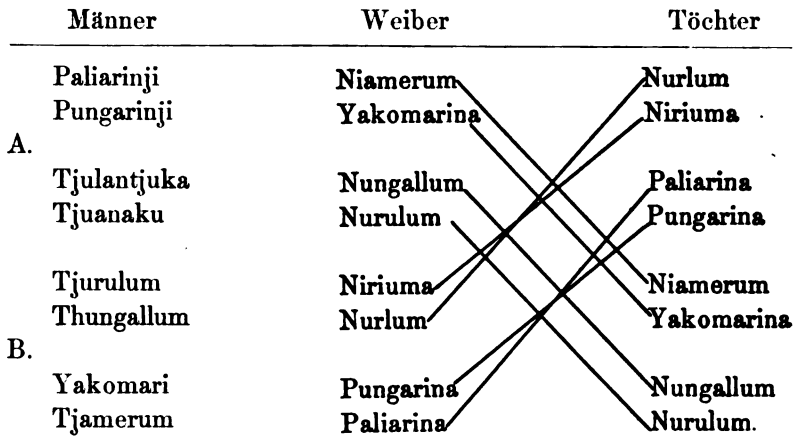 Männer Weiber Töchter
Paliarinji Niamerum Nurlum
Pungarinji Yakomarina Niriuma
A.
Tjulantjuka Nungallum Paliarina
Tjuanaku Nurulum Pungarina
Tjurulum Niriuma Niamerum
Thungallum Nurlum Yakomarina
B.
Yakomari Pungarina Nungallum
Tjamerum Paliarina Nurulum.